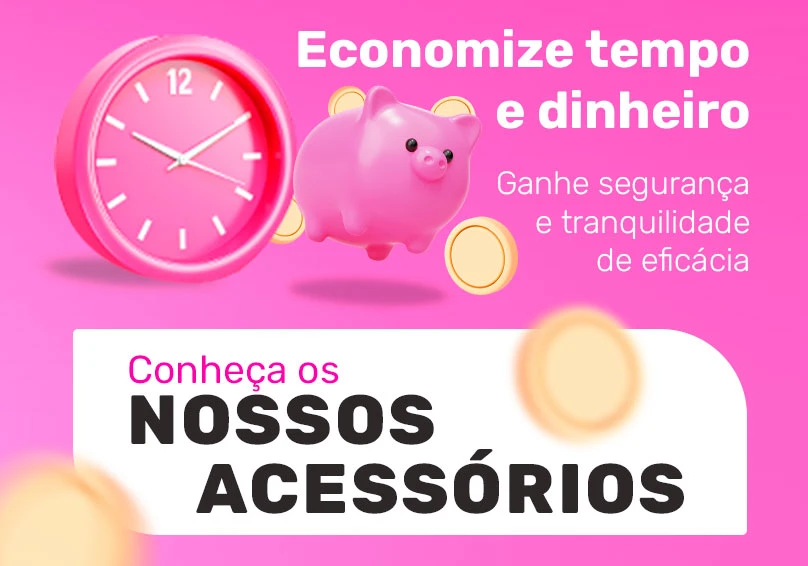 12
Economize tempo
e dinheiro
Ganhe segurança
e tranquilidade
de eficácia
Conheça os
NOSSOS
ACESSÓRIOS